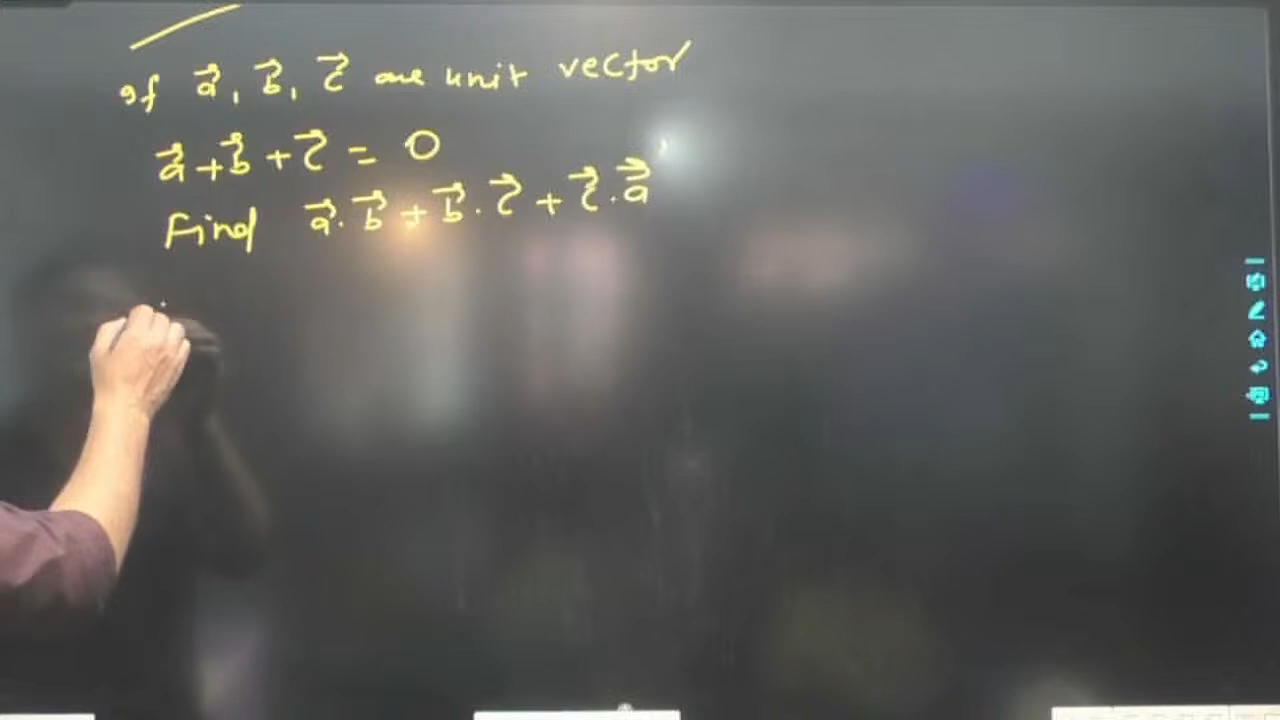 If a⃗, b⃗, c⃗ are unit vector
a⃗ + b⃗ + c⃗ = 0
Find a⃗. b⃗ + b⃗. c⃗ + c⃗. a⃗